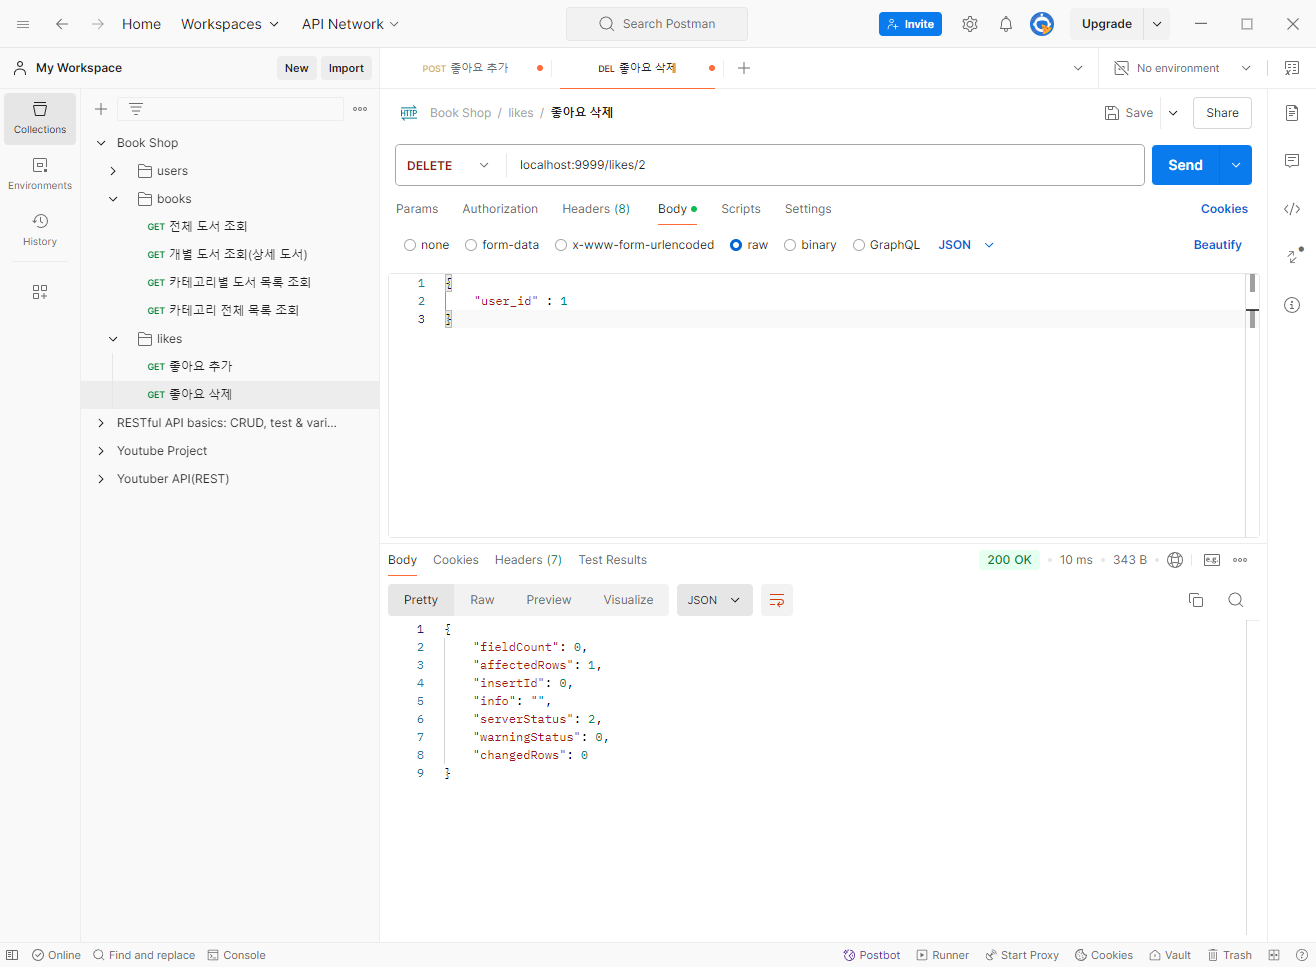 Home Workspaces API Network Search Postman Invite Upgrade
My Workspace New Import POST 좋아요 추가 DEL 좋아요 삭제 No environment
Collections
Environments
History
Book Shop
users
books
GET 전체 도서 조회
GET 개별 도서 조회(상세 도서)
GET 카테고리별 도서 목록 조회
GET 카테고리 전체 목록 조회
likes
GET 좋아요 추가
GET 좋아요 삭제
RESTful API basics: CRUD, test & vari...
Youtube Project
Youtuber API(REST)
HTTP Book Shop / likes / 좋아요 삭제 Save Share
DELETE localhost:9999/likes/2 Send
Params Authorization Headers (8) Body Scripts Settings Cookies
none form-data x-www-form-urlencoded raw binary GraphQL JSON Beautify
1 {
2 "user_id" : 1
3 }
Body Cookies Headers (7) Test Results 200 OK 10 ms 343 B e.g.
Pretty Raw Preview Visualize JSON
1 {
2 "fieldCount": 0,
3 "affectedRows": 1,
4 "insertId": 0,
5 "info": "",
6 "serverStatus": 2,
7 "warningStatus": 0,
8 "changedRows": 0
9 }
Online Find and replace Console Postbot Runner Start Proxy Cookies Vault Trash